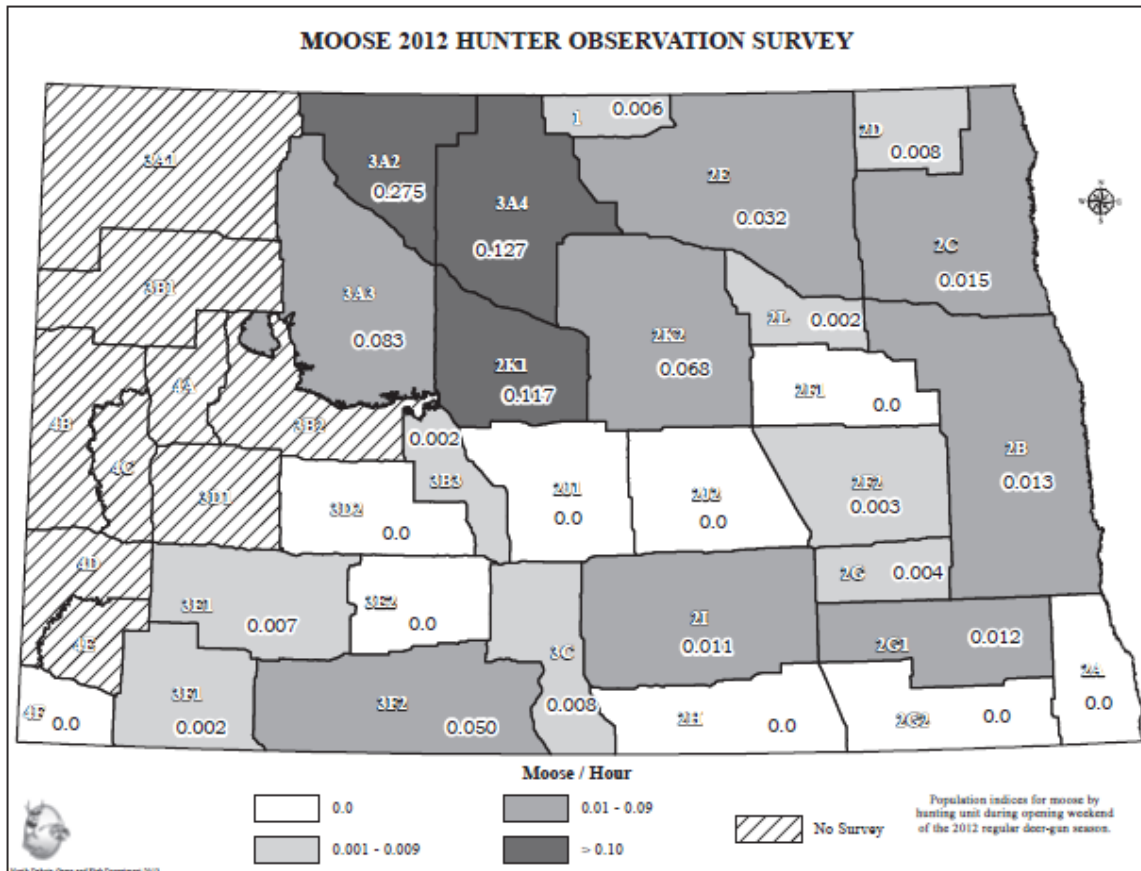 MOOSE 2012 HUNTER OBSERVATION SURVEY
1 0.006
2D
0.008
3A1
3A2
0.275
3A4
0.127
2E
0.032
2C
0.015
3B1
3A3
0.083
2L 0.002
2K2
0.068
2K1
0.117
4A
2F1
0.0
4B
3B2
0.002
3B3
4C
2B
0.013
3D1
3D2
0.0
2J1
0.0
2J2
0.0
2F2
0.003
4D
2G 0.004
3E1
0.007
3E2
0.0
2I
0.011
2G1 0.012
4E
3C
0.008
2A
0.0
3F1
0.002
3F2
0.050
4F 0.0
2H 0.0
2G2 0.0
N
W E
S
Moose / Hour
0.0
0.01 - 0.09
0.001 - 0.009
> 0.10
No Survey
Population indices for moose by
hunting unit during opening weekend
of the 2012 regular deer-gun season.